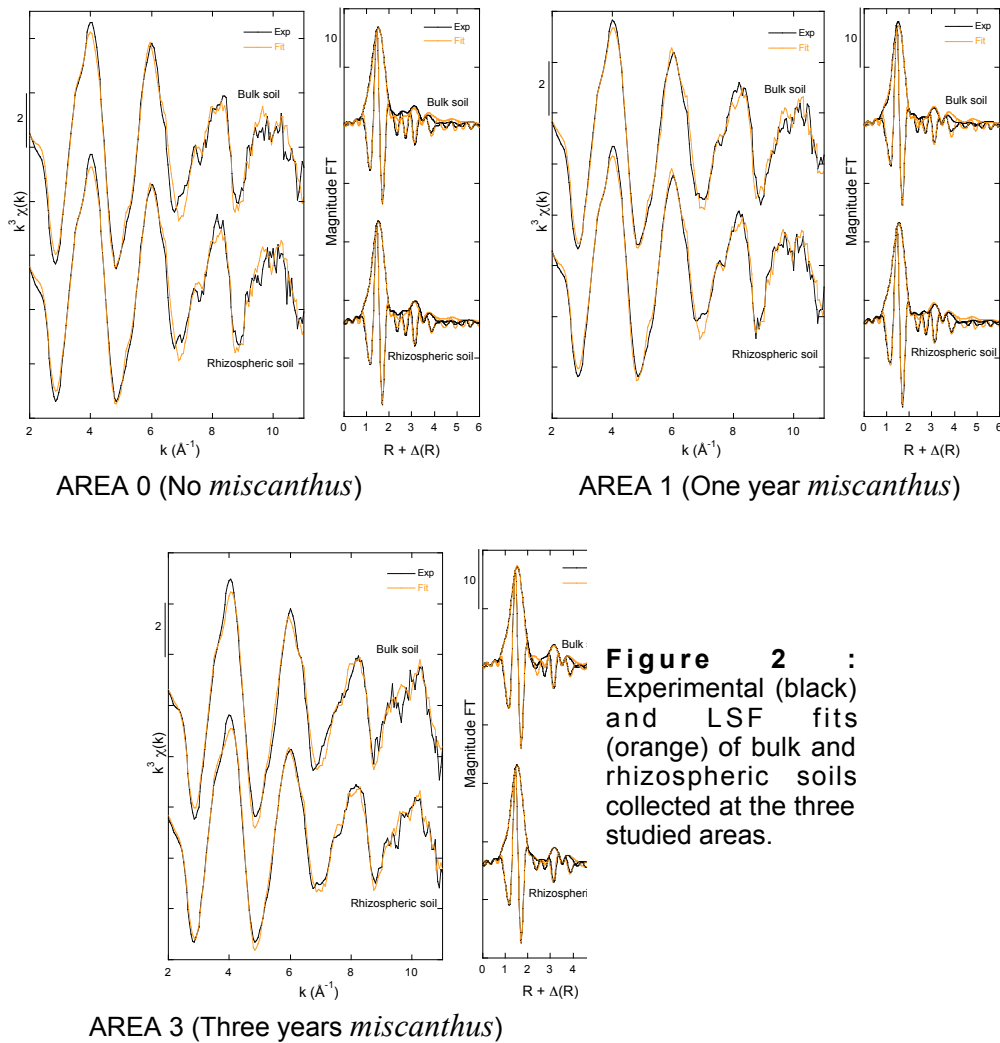 10
Exp
Fit
Bulk soil
2
k³ χ(k)
Rhizospheric soil
2 4 6 8 10
k (Å⁻¹)
Magnitude FT
Bulk soil
Rhizospheric soil
0 1 2 3 4 5 6
R + Δ(R)
AREA 0 (No miscanthus)
10
Exp
Fit
Bulk soil
2
k³ χ(k)
Rhizospheric soil
2 4 6 8 10
k (Å⁻¹)
Magnitude FT
Bulk soil
Rhizospheric soil
0 1 2 3 4 5 6
R + Δ(R)
AREA 1 (One year miscanthus)
10
Exp
Fit
Bulk soil
2
k³ χ(k)
Rhizospheric soil
2 4 6 8 10
k (Å⁻¹)
Magnitude FT
Bulk s
Rhizospheri
0 1 2 3 4
R + Δ(R)
AREA 3 (Three years miscanthus)
Figure 2 :
Experimental (black)
and LSF fits
(orange) of bulk and
rhizospheric soils
collected at the three
studied areas.